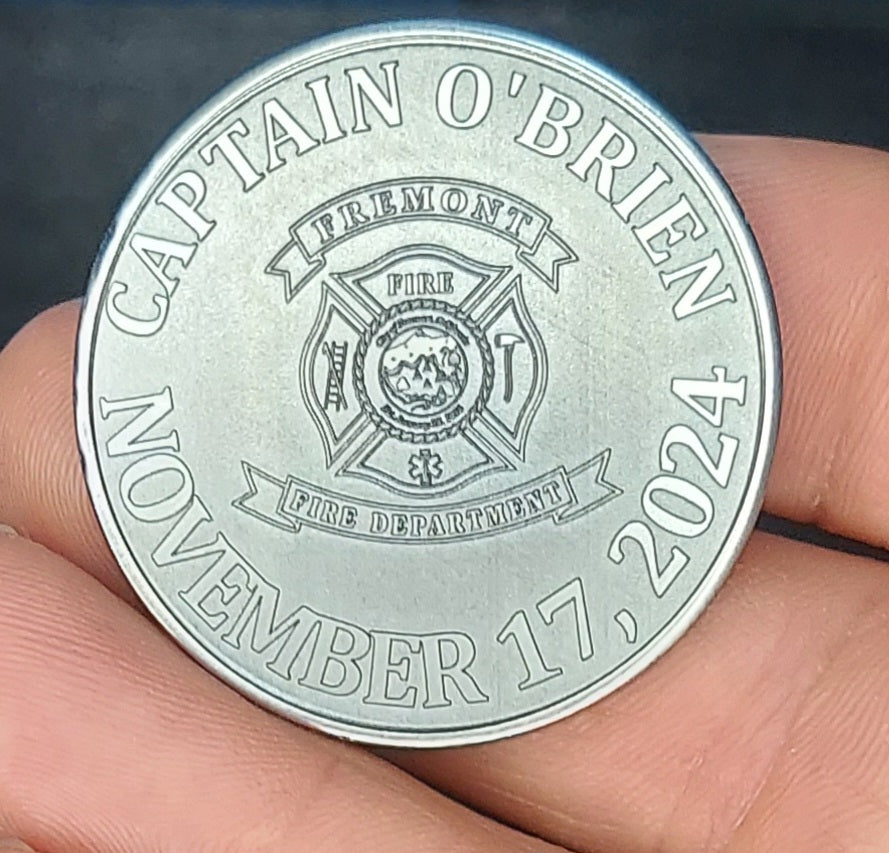 CAPTAIN O'BRIEN
FREMONT
FIRE
FIRE DEPARTMENT
NOVEMBER 17, 2024